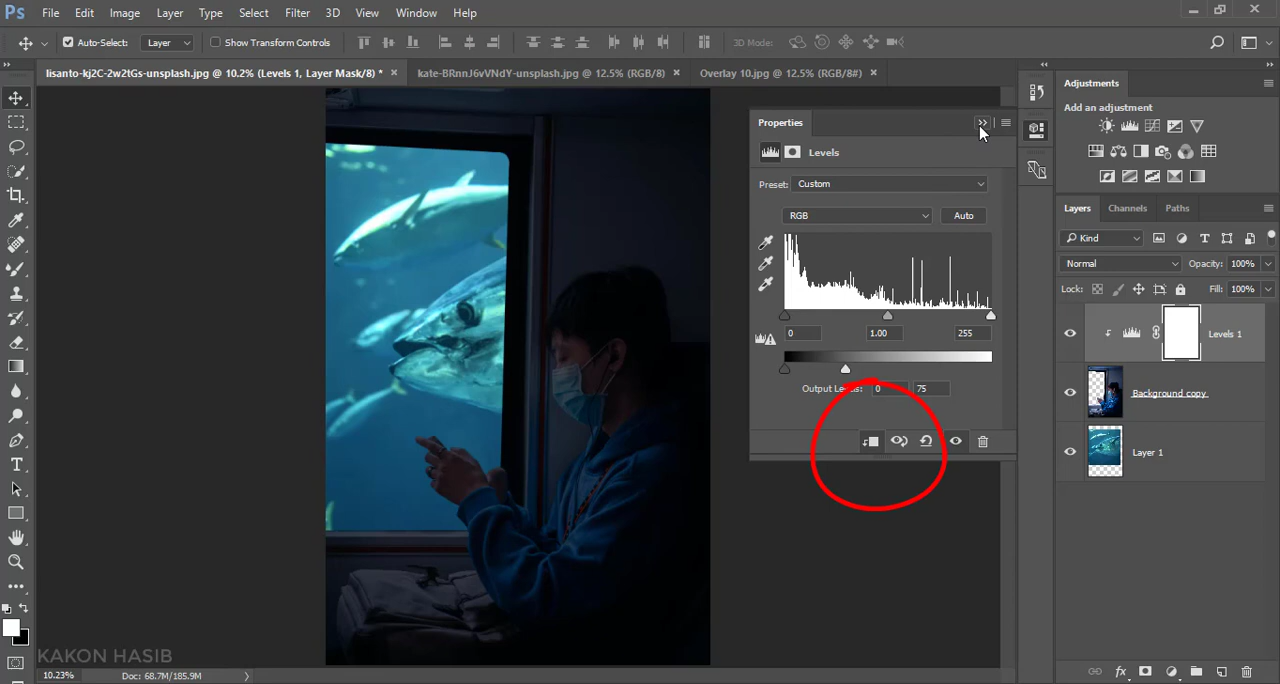 Ps File Edit Image Layer Type Select Filter 3D View Window Help
Auto-Select: Layer Show Transform Controls 3D Mode:
lisanto-kj2C-2w2tGs-unsplash.jpg @ 10.2% (Levels 1, Layer Mask/8) * × kate-BRnnJ6vVNdY-unsplash.jpg @ 12.5% (RGB/8) × Overlay 10.jpg @ 12.5% (RGB/8#) ×
Properties
Levels
Preset: Custom
RGB Auto
0 1.00 255
Output Levels: 0 75
Adjustments
Add an adjustment
Layers Channels Paths
Kind
Normal Opacity: 100%
Lock: Fill: 100%
Levels 1
Background copy
Layer 1
KAKON HASIB
10.23% Doc: 68.7M/185.9M